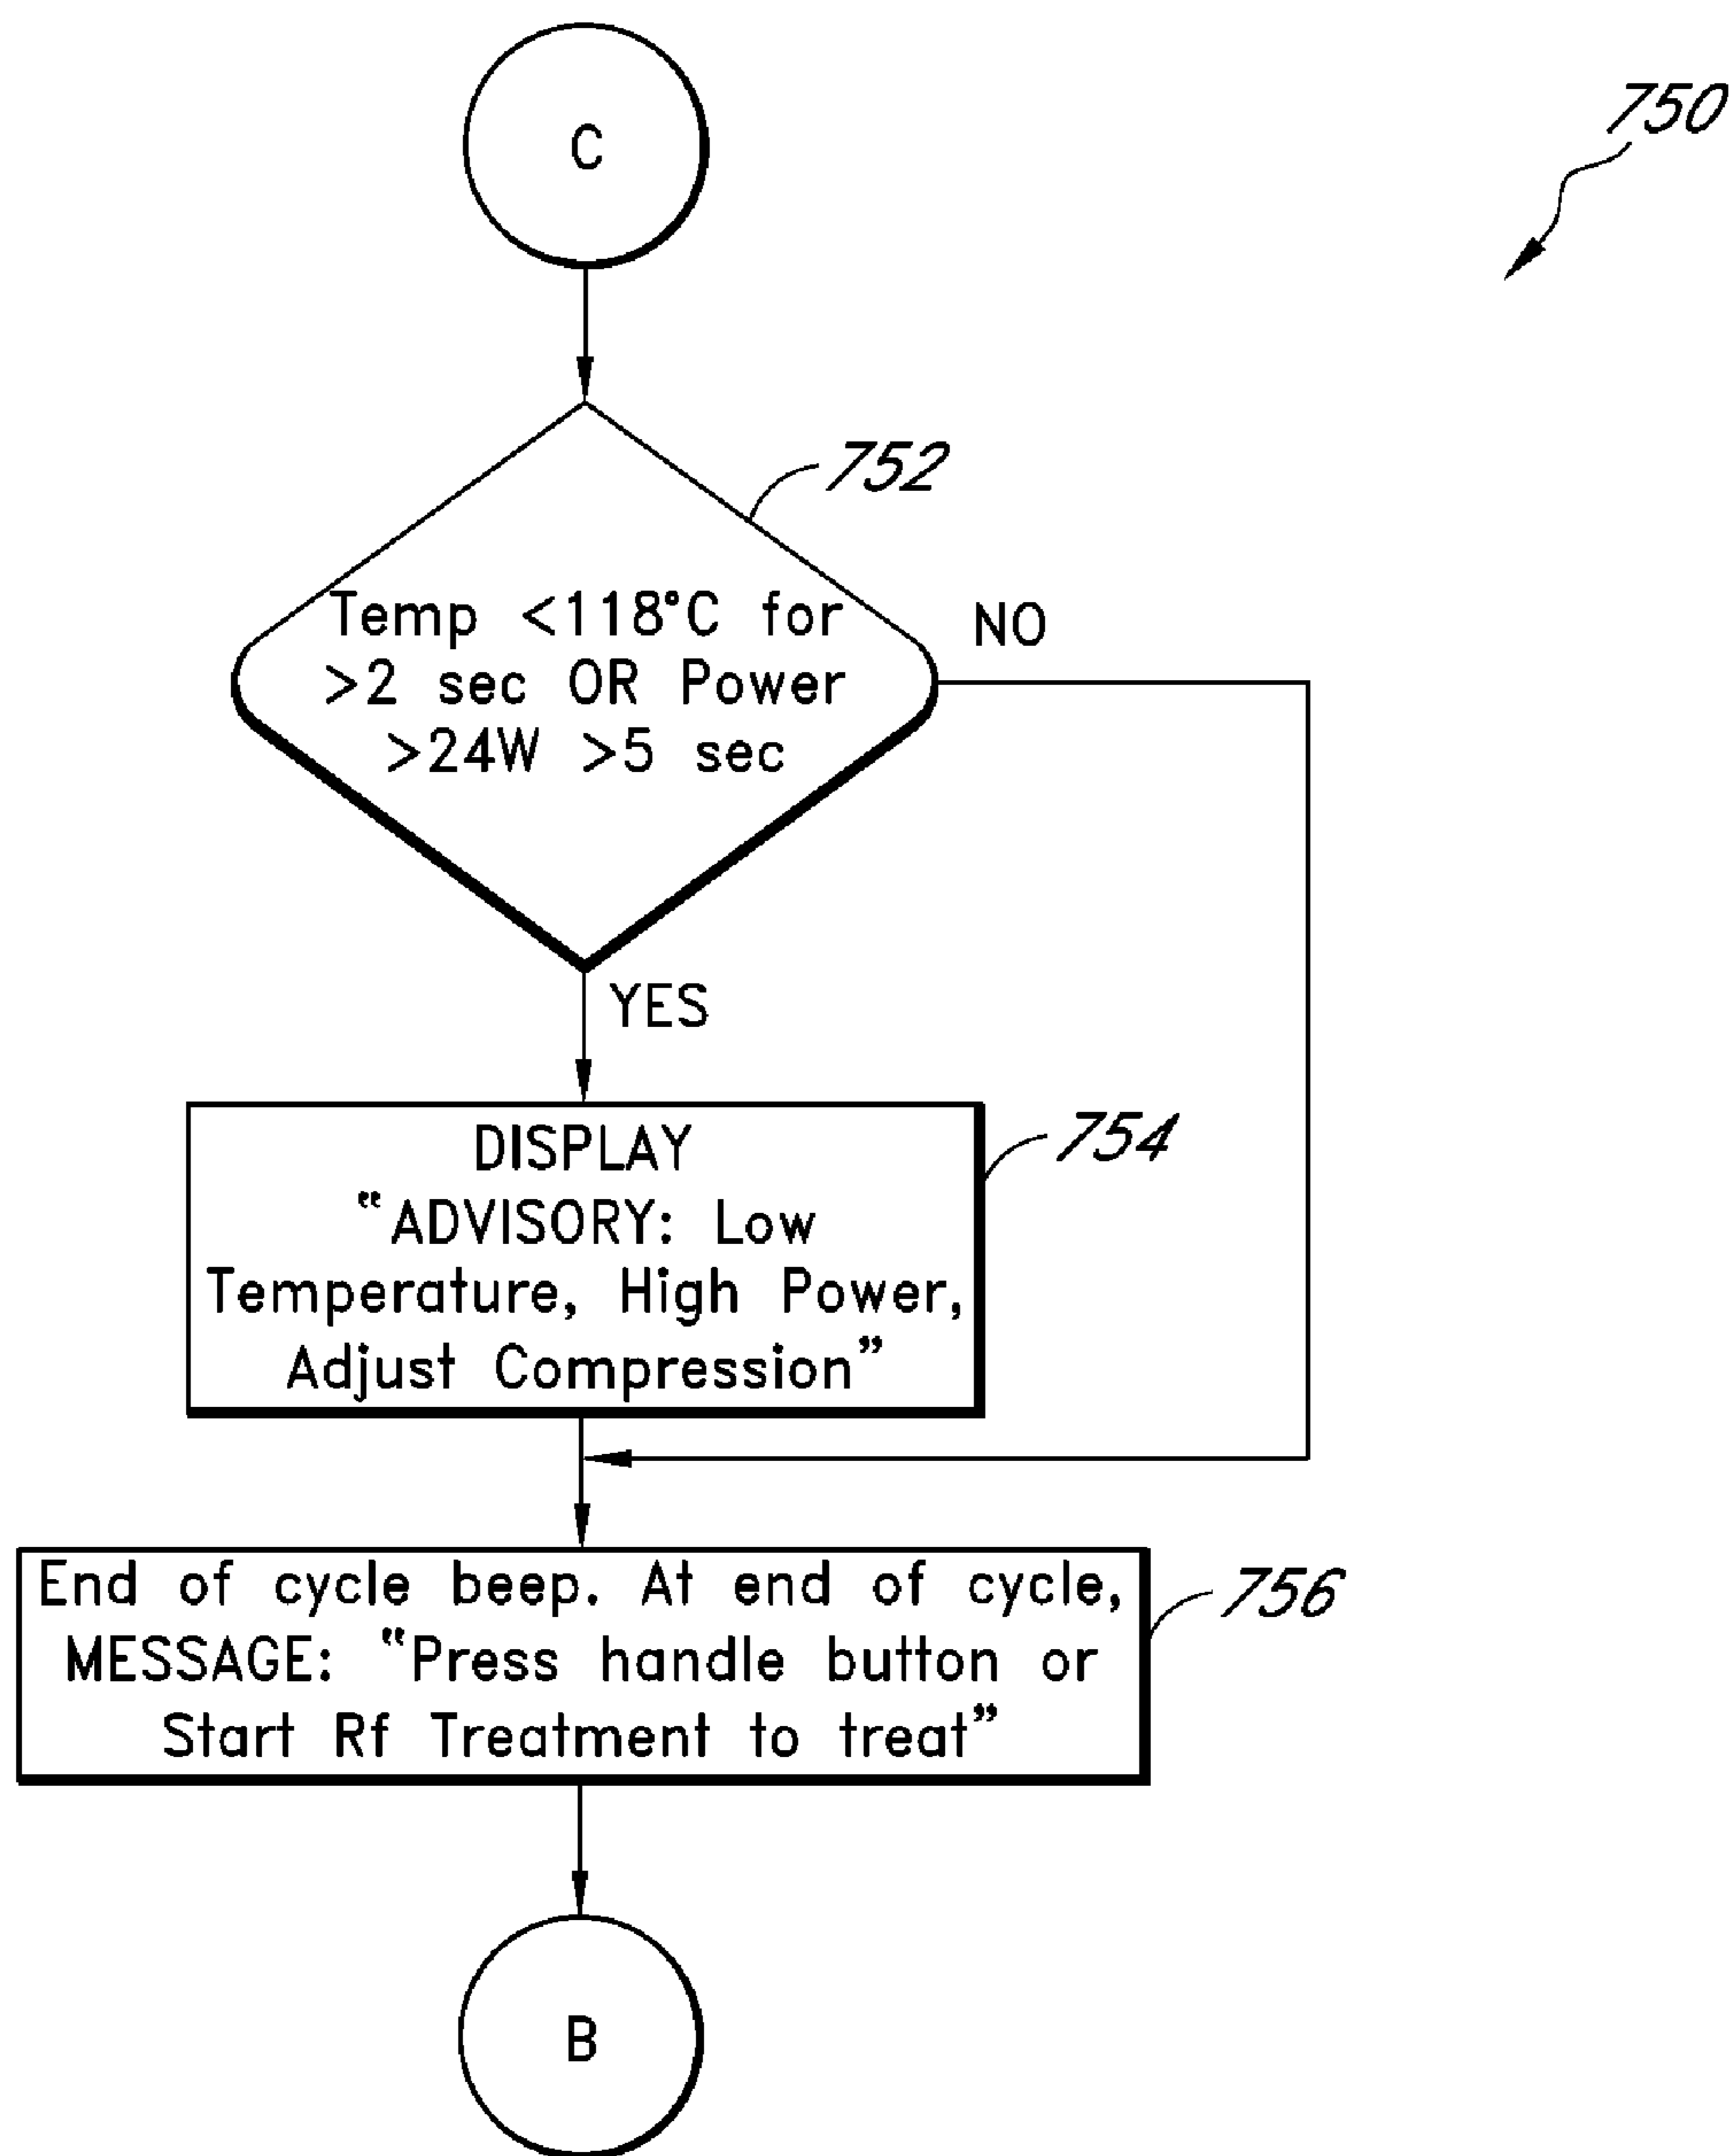 C
750
752
Temp <118°C for
>2 sec OR Power
>24W >5 sec
NO
YES
DISPLAY
“ADVISORY: Low
Temperature, High Power,
Adjust Compression”
754
End of cycle beep. At end of cycle,
MESSAGE: “Press handle button or
Start Rf Treatment to treat”
756
B